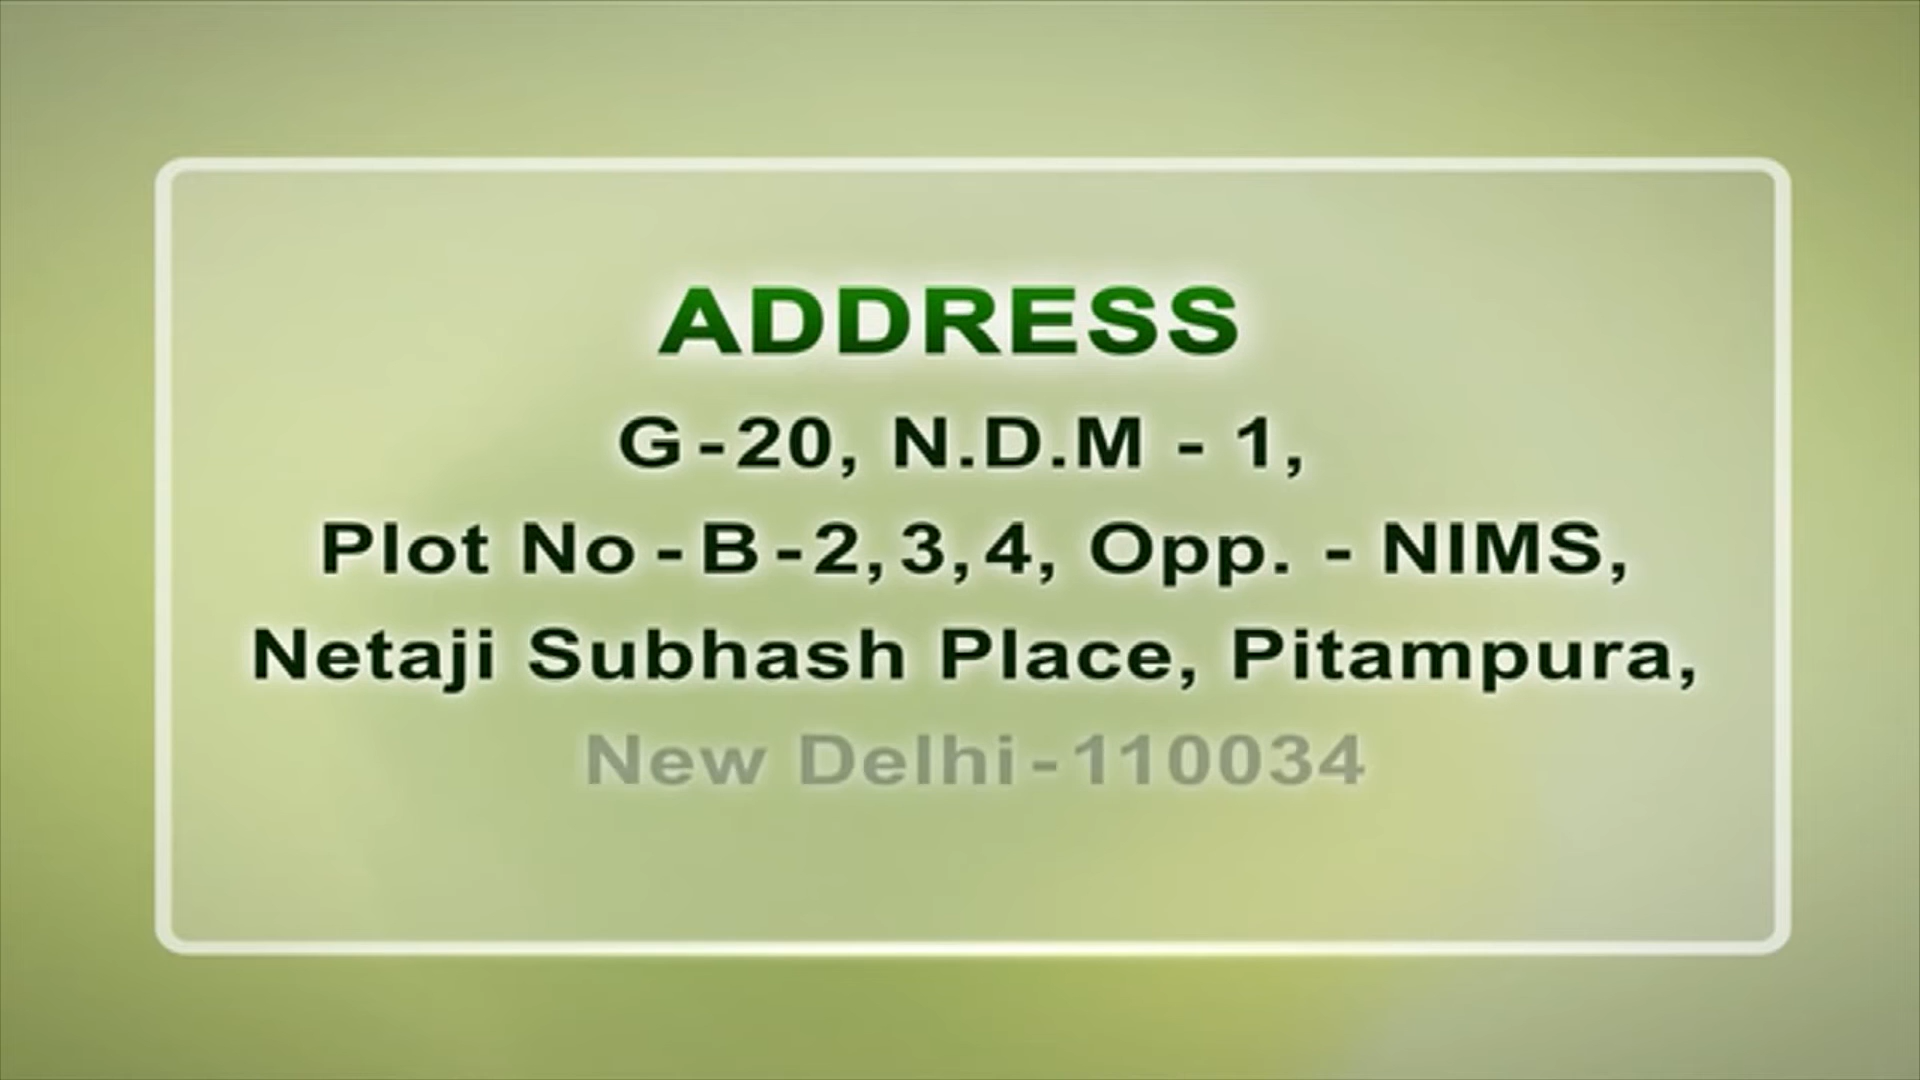 ADDRESS
G-20, N.D.M - 1,
Plot No-B-2,3,4, Opp. - NIMS,
Netaji Subhash Place, Pitampura,
New Delhi-110034